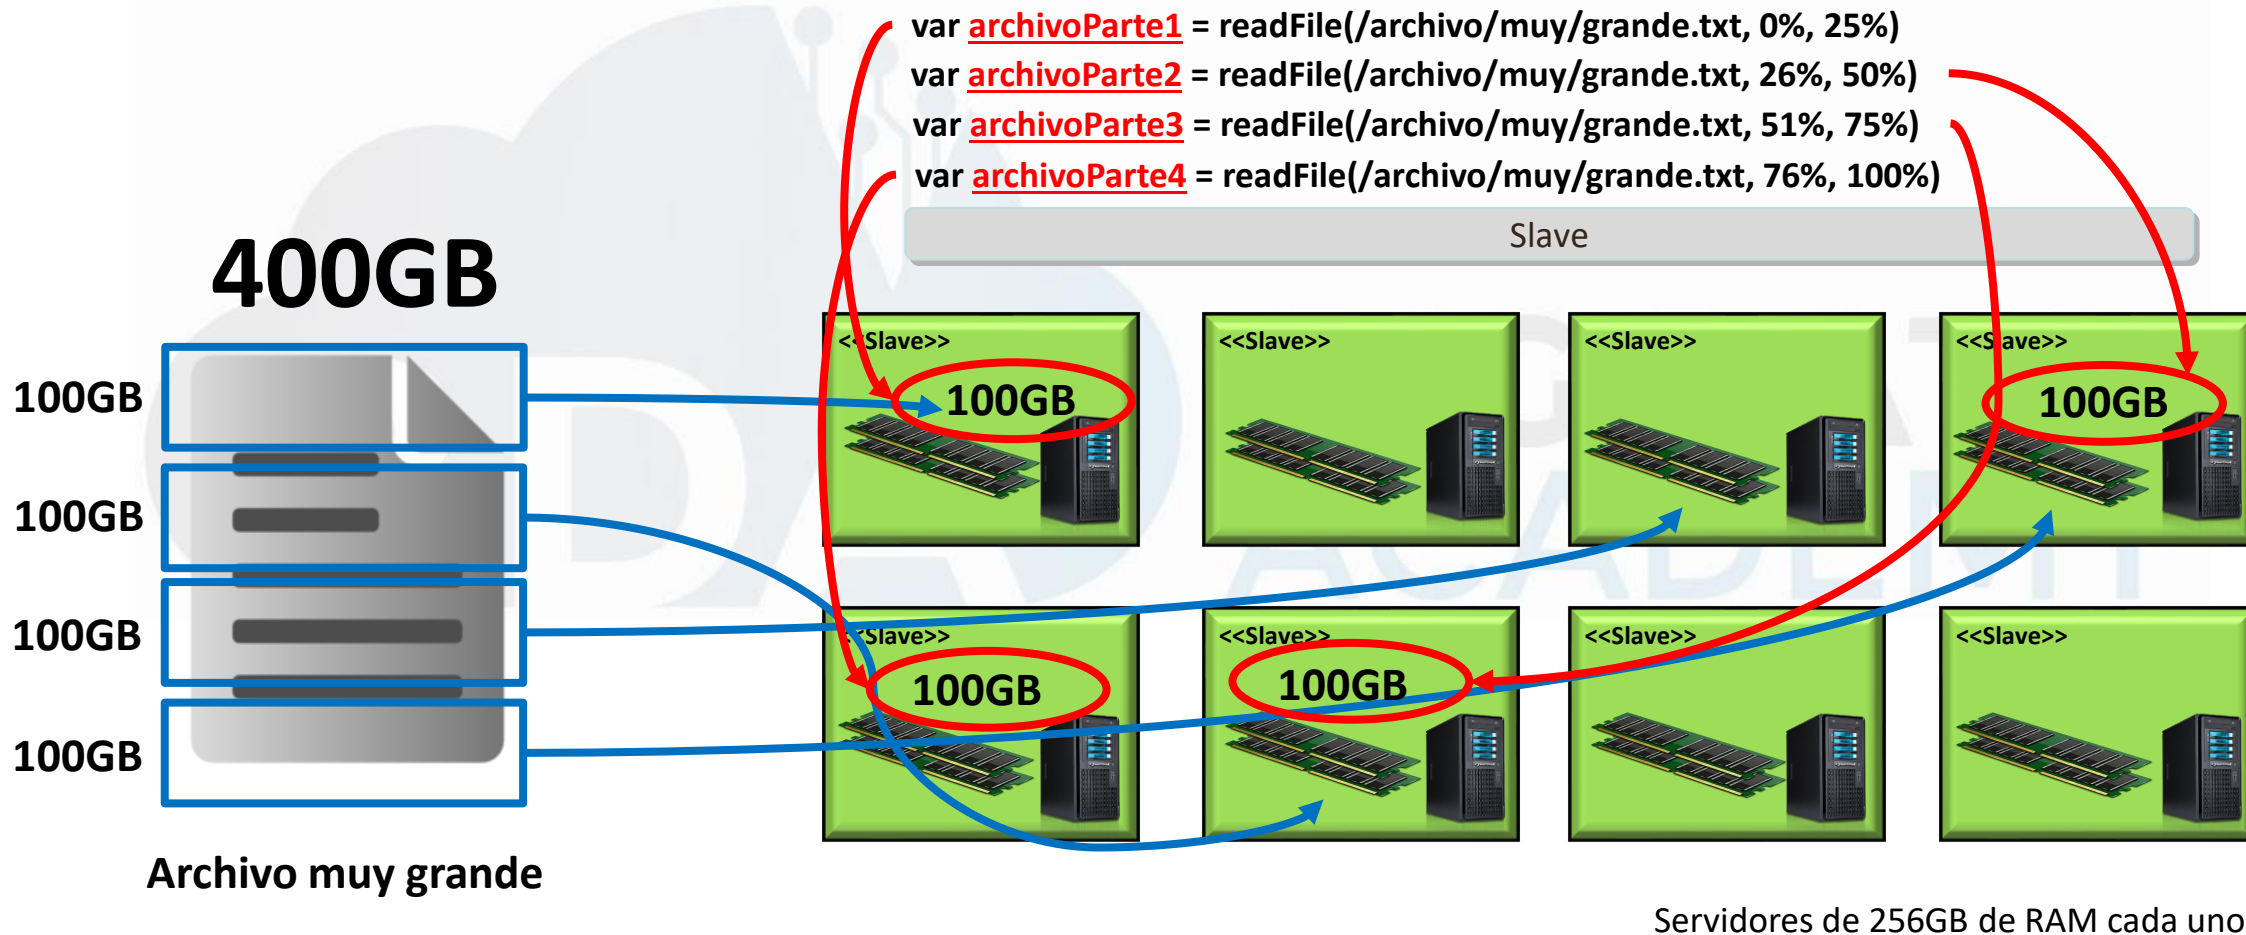 var archivoParte1 = readFile(/archivo/muy/grande.txt, 0%, 25%)
var archivoParte2 = readFile(/archivo/muy/grande.txt, 26%, 50%)
var archivoParte3 = readFile(/archivo/muy/grande.txt, 51%, 75%)
var archivoParte4 = readFile(/archivo/muy/grande.txt, 76%, 100%)
Slave
400GB
100GB
100GB
100GB
100GB
Archivo muy grande
<<Slave>>
100GB
<<Slave>>
<<Slave>>
<<Slave>>
100GB
<<Slave>>
100GB
<<Slave>>
100GB
<<Slave>>
<<Slave>>
ACADEMY
Servidores de 256GB de RAM cada uno